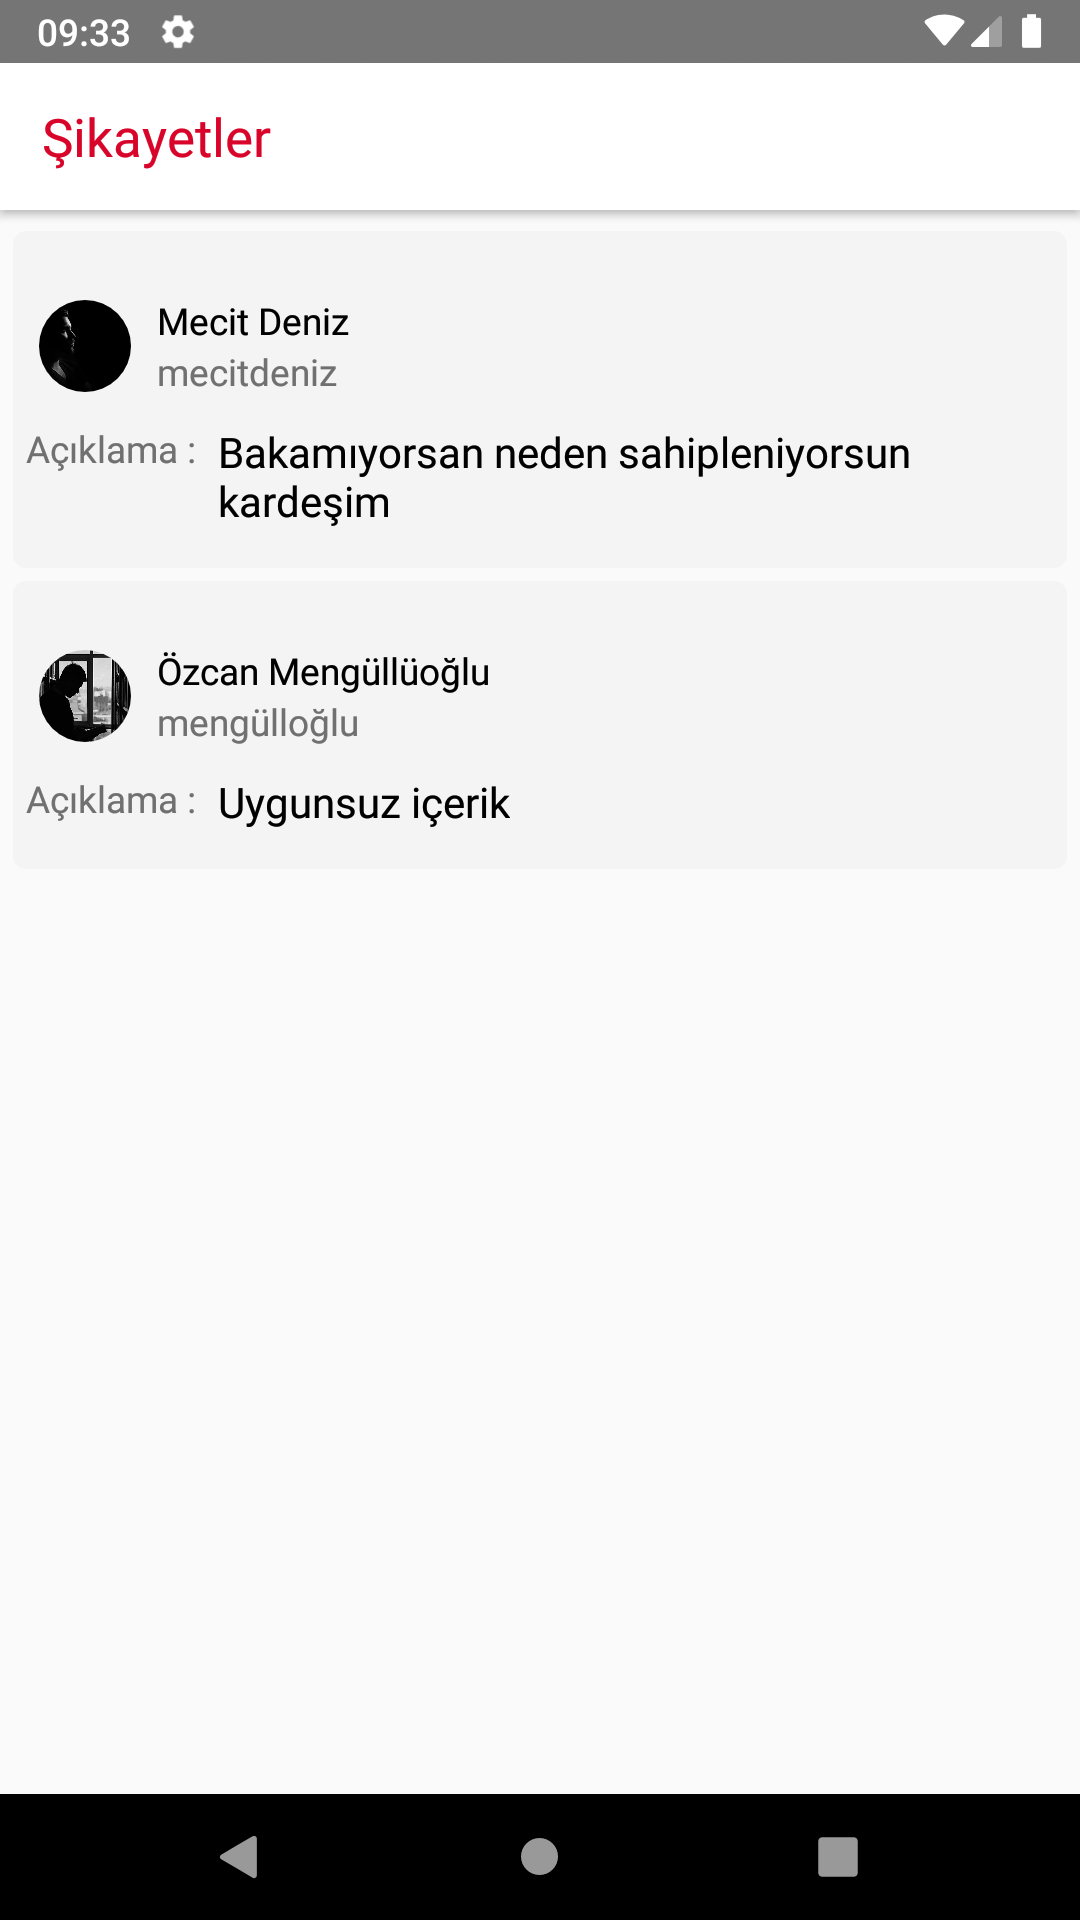 09:33
Şikayetler
Mecit Deniz
mecitdeniz
Açıklama : Bakamıyorsan neden sahipleniyorsun
kardeşim
Özcan Mengüllüoğlu
mengülloğlu
Açıklama : Uygunsuz içerik